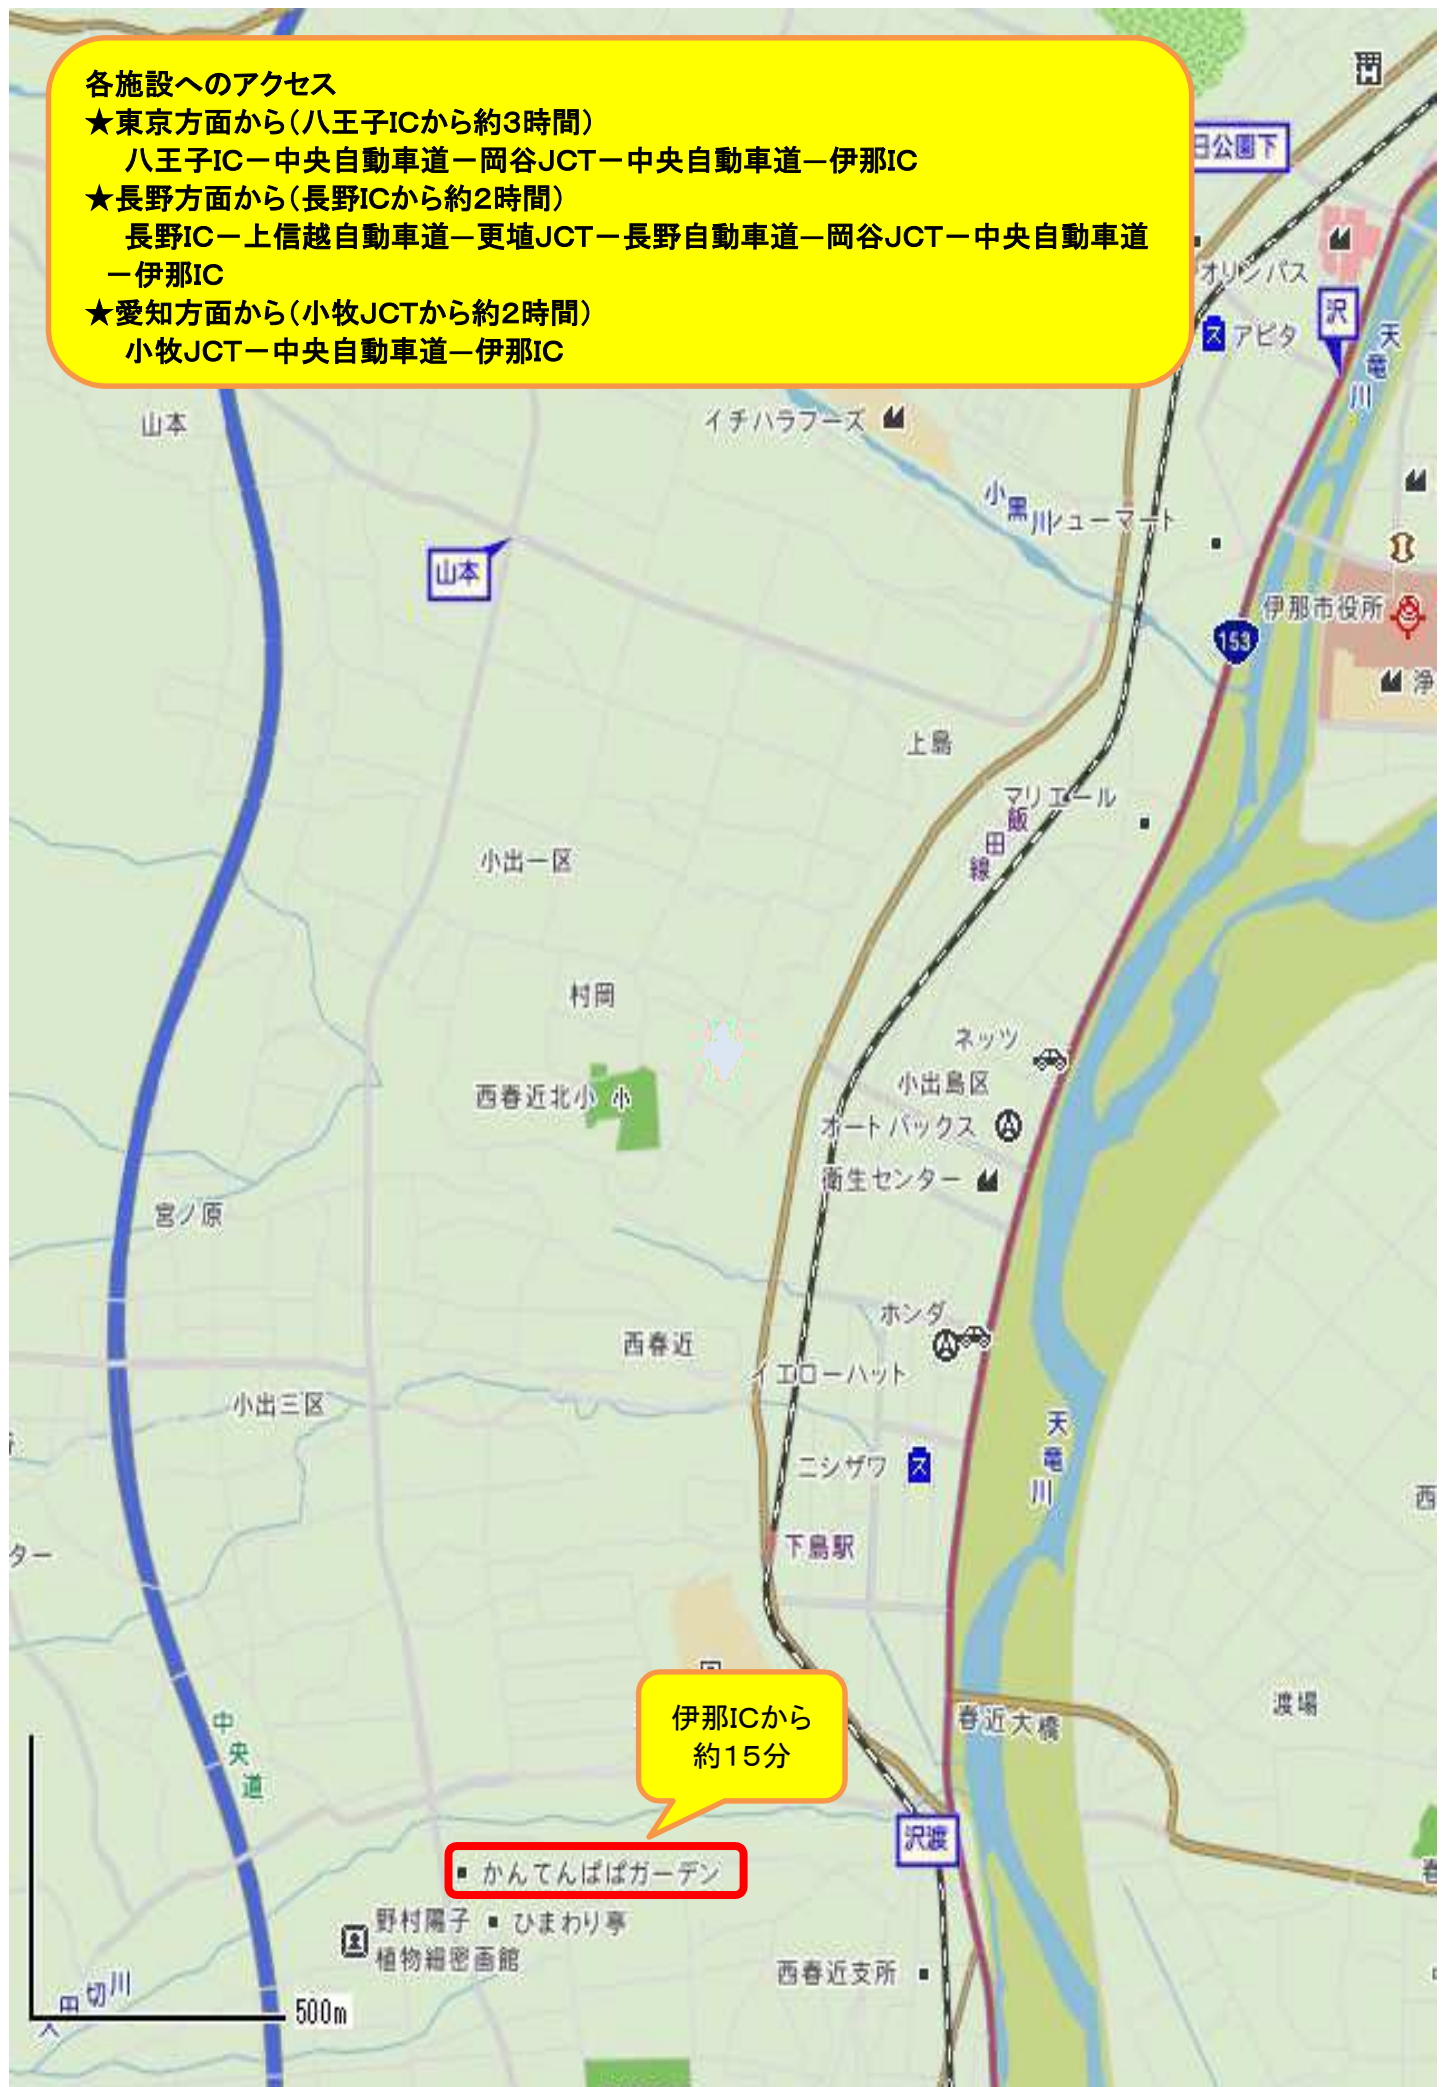 各施設へのアクセス
★東京方面から(八王子ICから約3時間)
八王子IC－中央自動車道－岡谷JCT－中央自動車道―伊那IC
★長野方面から(長野ICから約2時間)
長野IC－上信越自動車道―更埴JCT－長野自動車道―岡谷JCT－中央自動車道
－伊那IC
★愛知方面から(小牧JCTから約2時間)
小牧JCT－中央自動車道―伊那IC
日公園下
オリンパス
沢
アピタ
天竜川
山本
イチハラフーズ
小黒川
ニューマート
山本
伊那市役所
153
浄
上島
マリエール
飯田線
小出一区
村岡
ネッツ
西春近北小 小
小出島区
オートバックス
衛生センター
宮ノ原
ホンダ
西春近
イエローハット
小出三区
天竜川
ニシザワ
ス
西
下島駅
ター
伊那ICから
約15分
春近大橋
渡場
中央道
沢渡
かんてんぱぱガーデン
春
野村陽子
植物細密画館
ひまわり亭
西春近支所
犬田切川
500m